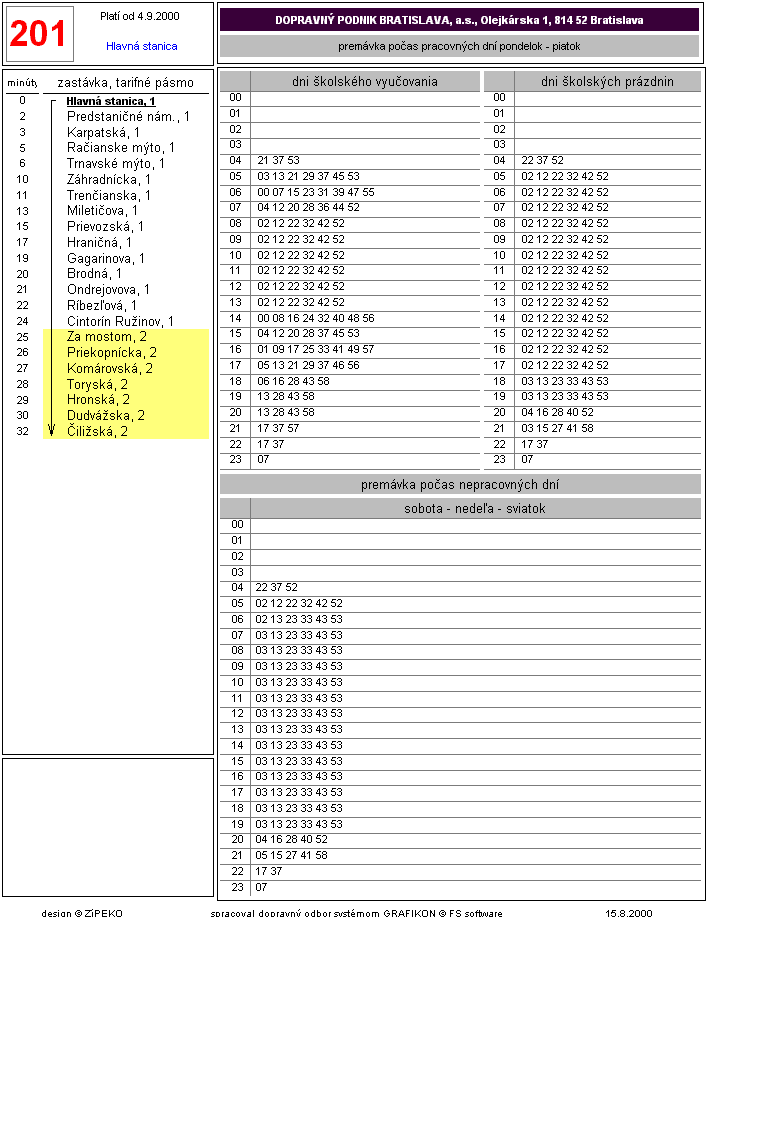 201
Platí od 4.9.2000
Hlavná stanica
DOPRAVNÝ PODNIK BRATISLAVA, a.s., Olejkárska 1, 814 52 Bratislava
premávka počas pracovných dní pondelok - piatok
minúty zastávka, tarifné pásmo
0 Hlavná stanica, 1
2 Predstaničné nám., 1
3 Karpatská, 1
5 Račianske mýto, 1
6 Trnavské mýto, 1
10 Záhradnícka, 1
11 Trenčianska, 1
13 Miletičova, 1
15 Prievozská, 1
17 Hraničná, 1
19 Gagarinova, 1
20 Brodná, 1
21 Ondrejovova, 1
22 Ríbezľová, 1
24 Cintorín Ružinov, 1
25 Za mostom, 2
26 Priekopnícka, 2
27 Komárovská, 2
28 Toryská, 2
29 Hronská, 2
30 Dudvážska, 2
32 Čiližská, 2
dni školského vyučovania
00
01
02
03
04 21 37 53
05 03 13 21 29 37 45 53
06 00 07 15 23 31 39 47 55
07 04 12 20 28 36 44 52
08 02 12 22 32 42 52
09 02 12 22 32 42 52
10 02 12 22 32 42 52
11 02 12 22 32 42 52
12 02 12 22 32 42 52
13 02 12 22 32 42 52
14 00 08 16 24 32 40 48 56
15 04 12 20 28 37 45 53
16 01 09 17 25 33 41 49 57
17 05 13 21 29 37 46 56
18 06 16 28 43 58
19 13 28 43 58
20 13 28 43 58
21 17 37 57
22 17 37
23 07
dni školských prázdnin
00
01
02
03
04 22 37 52
05 02 12 22 32 42 52
06 02 12 22 32 42 52
07 02 12 22 32 42 52
08 02 12 22 32 42 52
09 02 12 22 32 42 52
10 02 12 22 32 42 52
11 02 12 22 32 42 52
12 02 12 22 32 42 52
13 02 12 22 32 42 52
14 02 12 22 32 42 52
15 02 12 22 32 42 52
16 02 12 22 32 42 52
17 02 12 22 32 42 52
18 03 13 23 33 43 53
19 03 13 23 33 43 53
20 04 16 28 40 52
21 03 15 27 41 58
22 17 37
23 07
premávka počas nepracovných dní
sobota - nedeľa - sviatok
00
01
02
03
04 22 37 52
05 02 12 22 32 42 52
06 02 13 23 33 43 53
07 03 13 23 33 43 53
08 03 13 23 33 43 53
09 03 13 23 33 43 53
10 03 13 23 33 43 53
11 03 13 23 33 43 53
12 03 13 23 33 43 53
13 03 13 23 33 43 53
14 03 13 23 33 43 53
15 03 13 23 33 43 53
16 03 13 23 33 43 53
17 03 13 23 33 43 53
18 03 13 23 33 43 53
19 03 13 23 33 43 53
20 04 16 28 40 52
21 05 15 27 41 58
22 17 37
23 07
design © ZíPEKO
spracoval dopravný odbor systémom GRAFIKON © FS software
15.8.2000